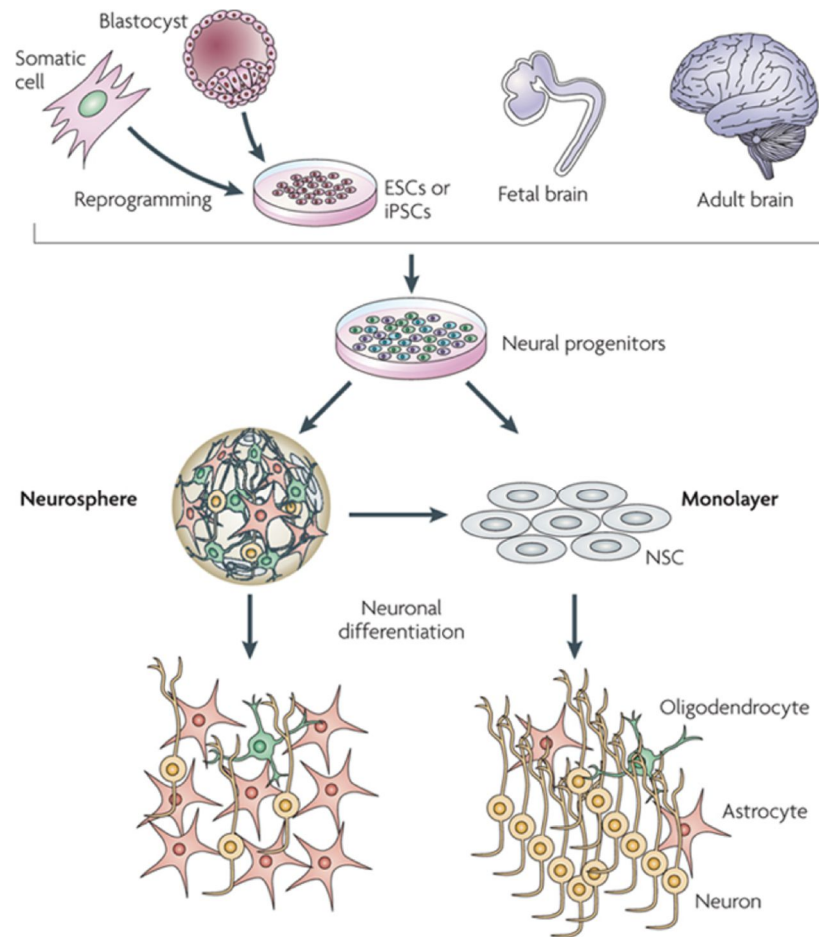 Blastocyst
Somatic
cell
Reprogramming
ESCs or
iPSCs
Fetal brain
Adult brain
Neural progenitors
Neurosphere
Monolayer
NSC
Neuronal
differentiation
Oligodendrocyte
Astrocyte
Neuron